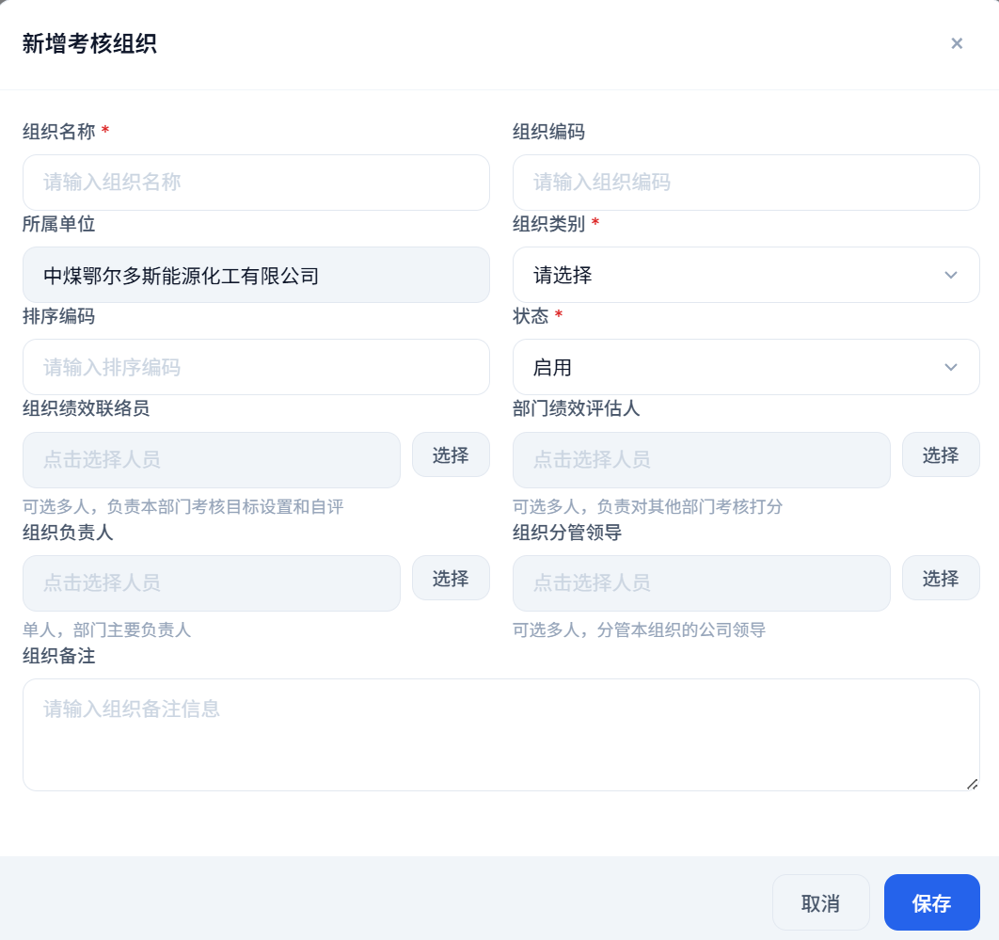 新增考核组织
×
组织名称 *
组织编码
请输入组织名称
请输入组织编码
所属单位
组织类别 *
中煤鄂尔多斯能源化工有限公司
请选择
排序编码
状态 *
请输入排序编码
启用
组织绩效联络员
部门绩效评估人
点击选择人员
选择
点击选择人员
选择
可选多人，负责本部门考核目标设置和自评
可选多人，负责对其他部门考核打分
组织负责人
组织分管领导
点击选择人员
选择
点击选择人员
选择
单人，部门主要负责人
可选多人，分管本组织的公司领导
组织备注
请输入组织备注信息
取消
保存